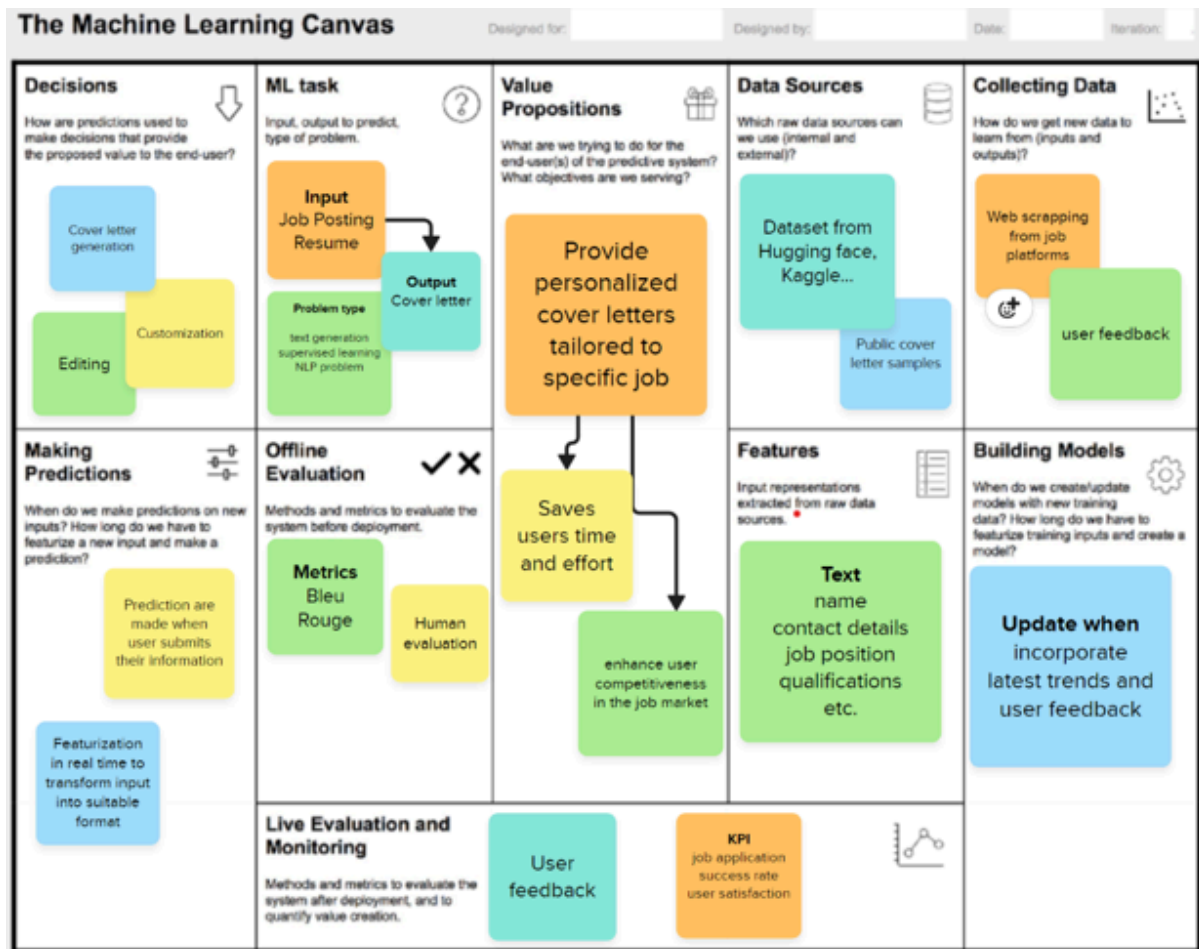 The Machine Learning Canvas
Designed for:
Designed by:
Date:
Iteration:
Decisions
How are predictions used to
make decisions that provide
the proposed value to the end-user?
Cover letter
generation
Customization
Editing
ML task
Input, output to predict,
type of problem.
Input
Job Posting
Resume
Output
Cover letter
Problem type
text generation
supervised learning
NLP problem
Value
Propositions
What are we trying to do for the
end-user(s) of the predictive system?
What objectives are we serving?
Provide
personalized
cover letters
tailored to
specific job
Saves
users time
and effort
enhance user
competitiveness
in the job market
Data Sources
Which raw data sources can
we use (internal and
external)?
Dataset from
Hugging face,
Kaggle...
Public cover
letter samples
Collecting Data
How do we get new data to
learn from (inputs and
outputs)?
Web scrapping
from job
platforms
user feedback
Making
Predictions
When do we make predictions on new
inputs? How long do we have to
featurize a new input and make a
prediction?
Prediction are
made when
user submits
their information
Featurization
in real time to
transform input
into suitable
format
Offline
Evaluation
Methods and metrics to evaluate the
system before deployment.
Metrics
Bleu
Rouge
Human
evaluation
Features
Input representations
extracted from raw data
sources.
Text
name
contact details
job position
qualifications
etc.
Building Models
When do we create/update
models with new training
data? How long do we have to
featurize training inputs and create a
model?
Update when
incorporate
latest trends and
user feedback
Live Evaluation and
Monitoring
Methods and metrics to evaluate the
system after deployment, and to
quantify value creation.
User
feedback
KPI
job application
success rate
user satisfaction